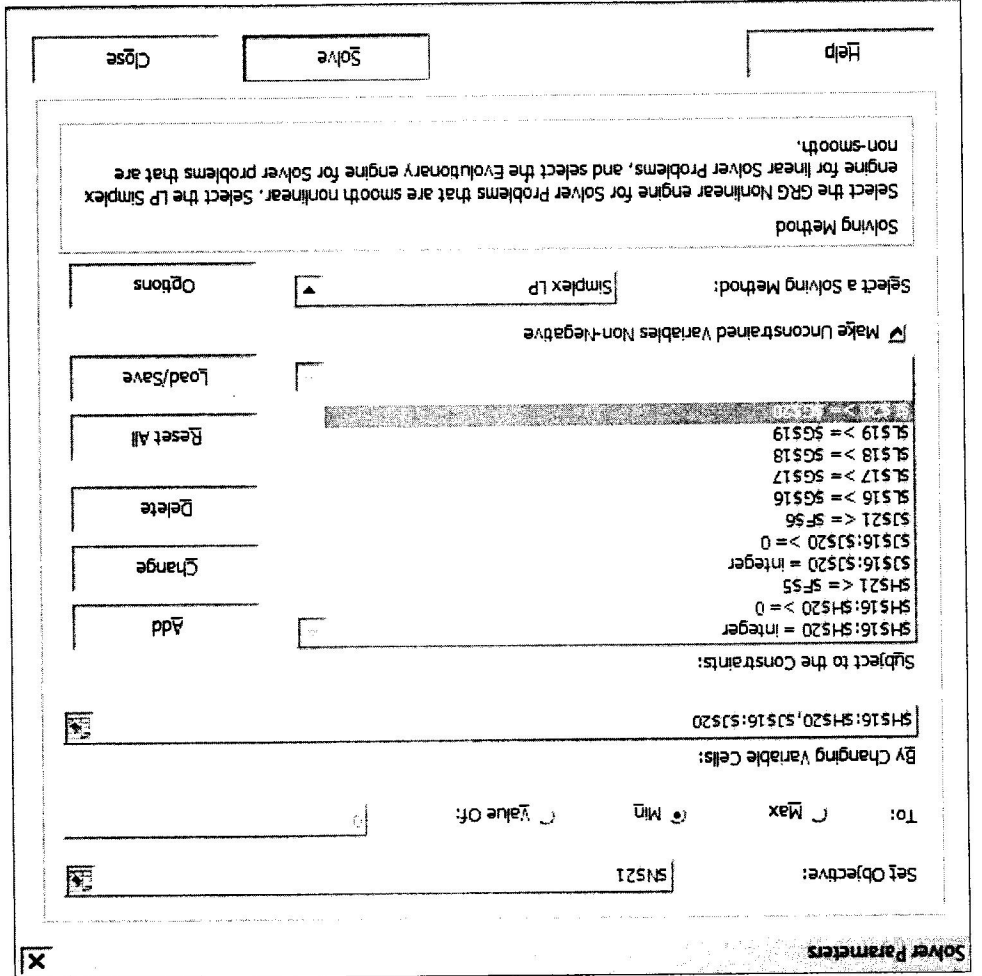 Solver Parameters
Set Objective: $N$21
To: Max Min Value Of: 0
By Changing Variable Cells:
$H$16:$H$20,$J$16:$J$20
Subject to the Constraints:
$H$16:$H$20 = integer
$H$16:$H$20 >= 0
$H$21 <= $F$5
$J$16:$J$20 = integer
$J$16:$J$20 >= 0
$J$21 <= $F$6
$L$16 >= $G$16
$L$17 >= $G$17
$L$18 >= $G$18
$L$19 >= $G$19
$L$20 >= $G$20
Add
Change
Delete
Reset All
Load/Save
Make Unconstrained Variables Non-Negative
Select a Solving Method: Simplex LP Options
Solving Method
Select the GRG Nonlinear engine for Solver Problems that are smooth nonlinear. Select the LP Simplex
engine for linear Solver Problems, and select the Evolutionary engine for Solver problems that are
non-smooth.
Help Solve Close